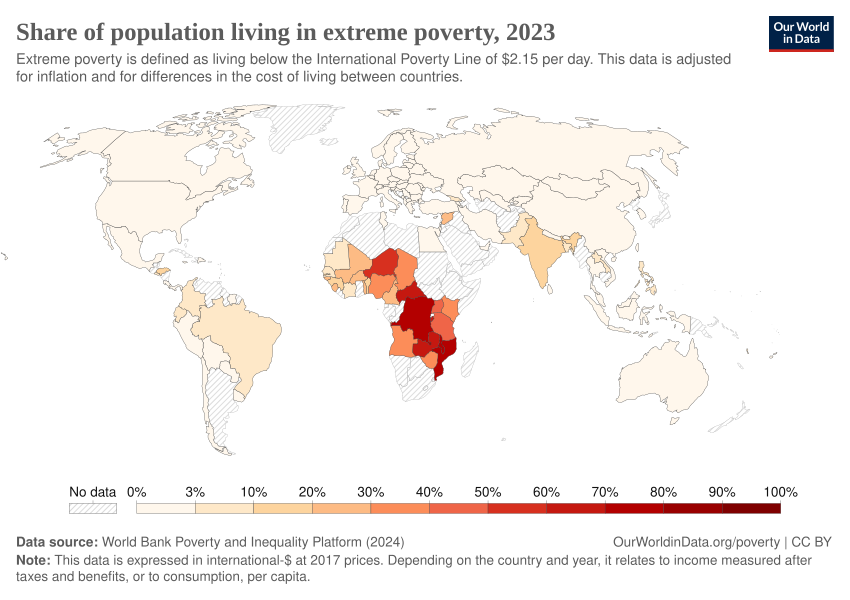 Share of population living in extreme poverty, 2023
Our World
in Data
Extreme poverty is defined as living below the International Poverty Line of $2.15 per day. This data is adjusted
for inflation and for differences in the cost of living between countries.
No data 0% 3% 10% 20% 30% 40% 50% 60% 70% 80% 90% 100%
Data source: World Bank Poverty and Inequality Platform (2024)
OurWorldinData.org/poverty | CC BY
Note: This data is expressed in international-$ at 2017 prices. Depending on the country and year, it relates to income measured after
taxes and benefits, or to consumption, per capita.